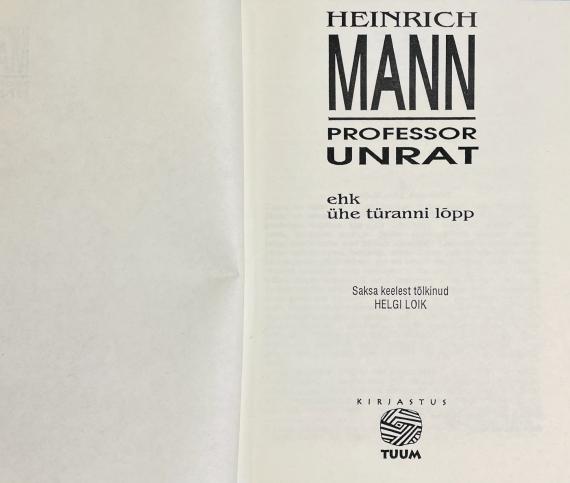 HEINRICH
MANN
PROFESSOR
UNRAT
ehk
ühe türanni lõpp
Saksa keelest tõlkinud
HELGI LOIK
KIRJASTUS
TUUM